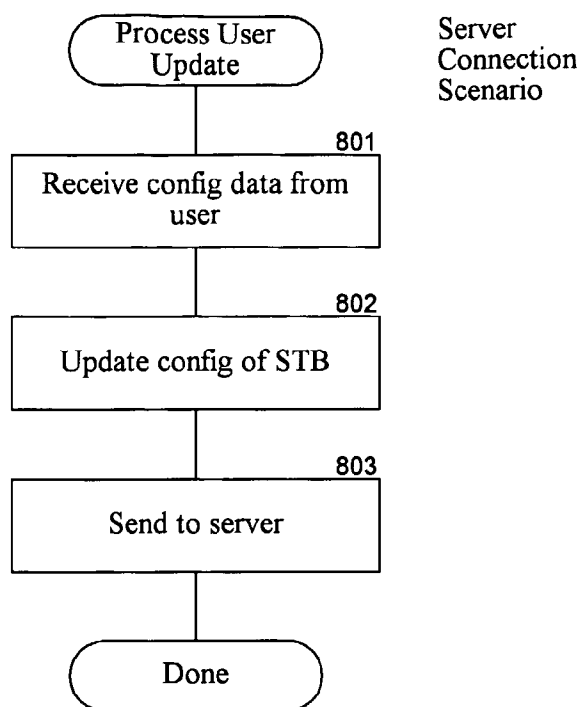 Process User
Update
Server
Connection
Scenario
801
Receive config data from
user
802
Update config of STB
803
Send to server
Done